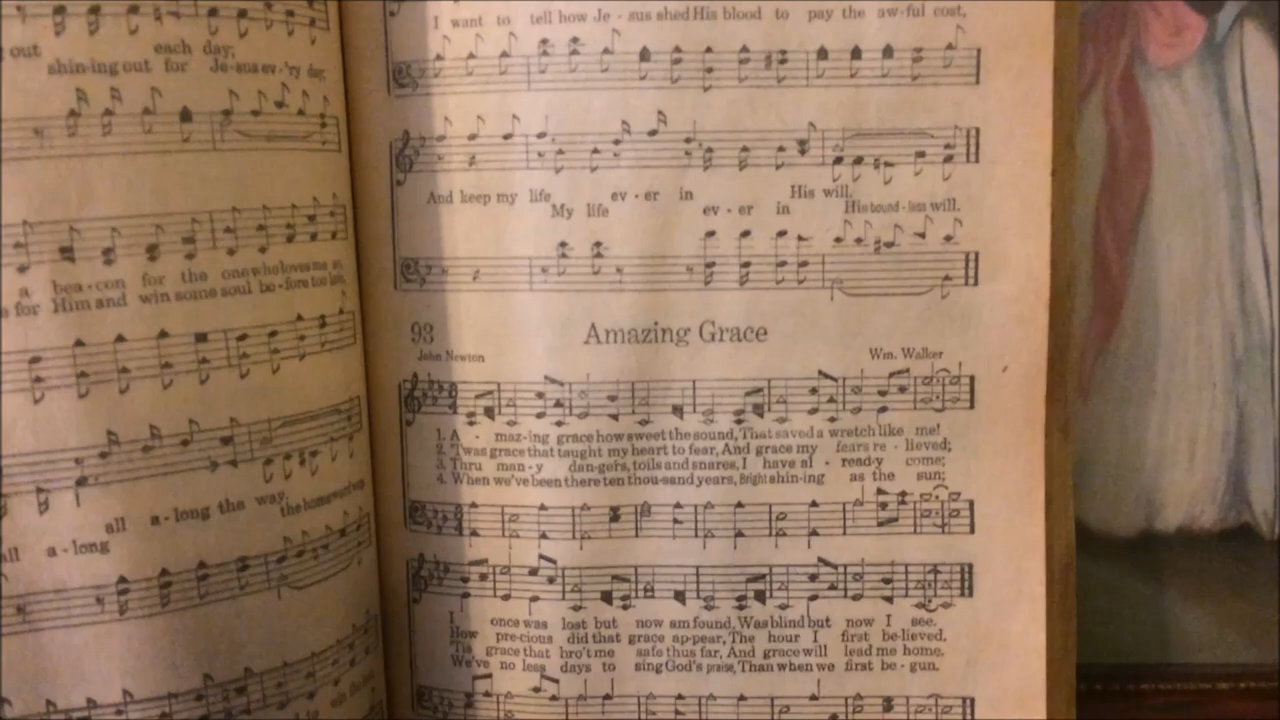 out each day;
shin-ing out for Je-sus ev-'ry day,
a bea-con for the one who loves me so,
for Him and win some soul be-fore too late,
all a-long the way,
the homeward way
all a-long
I want to tell how Je - sus shed His blood to pay the aw-ful cost,
And keep my life ev - er in His will.
My life ev - er in His bound-less will.
93 Amazing Grace
John Newton Wm. Walker
1. A - maz-ing grace how sweet the sound, That saved a wretch like me!
2. 'Twas grace that taught my heart to fear, And grace my fears re - lieved;
3. Thru man-y dan-gers, toils and snares, I have al - read-y come;
4. When we've been there ten thou-sand years, Bright shin-ing as the sun;
I once was lost but now am found, Was blind but now I see.
How pre-cious did that grace ap-pear, The hour I first be-lieved.
'Tis grace that bro't me safe thus far, And grace will lead me home.
We've no less days to sing God's praise, Than when we first be - gun.